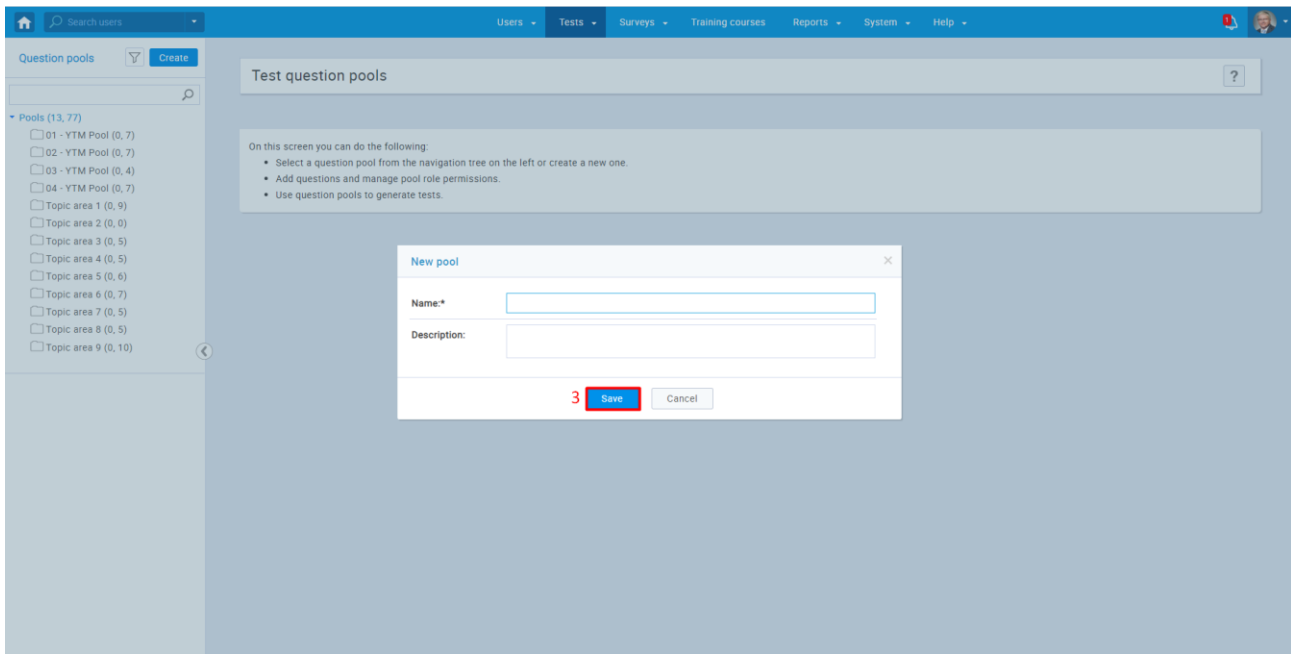 Search users
Users Tests Surveys Training courses Reports System Help
1
Question pools
Create
Test question pools
?
Pools (13, 77)
01 - YTM Pool (0, 7)
02 - YTM Pool (0, 7)
03 - YTM Pool (0, 4)
04 - YTM Pool (0, 7)
Topic area 1 (0, 9)
Topic area 2 (0, 0)
Topic area 3 (0, 5)
Topic area 4 (0, 5)
Topic area 5 (0, 6)
Topic area 6 (0, 7)
Topic area 7 (0, 5)
Topic area 8 (0, 5)
Topic area 9 (0, 10)
On this screen you can do the following:
• Select a question pool from the navigation tree on the left or create a new one.
• Add questions and manage pool role permissions.
• Use question pools to generate tests.
New pool
Name:*
Description:
3 Save Cancel